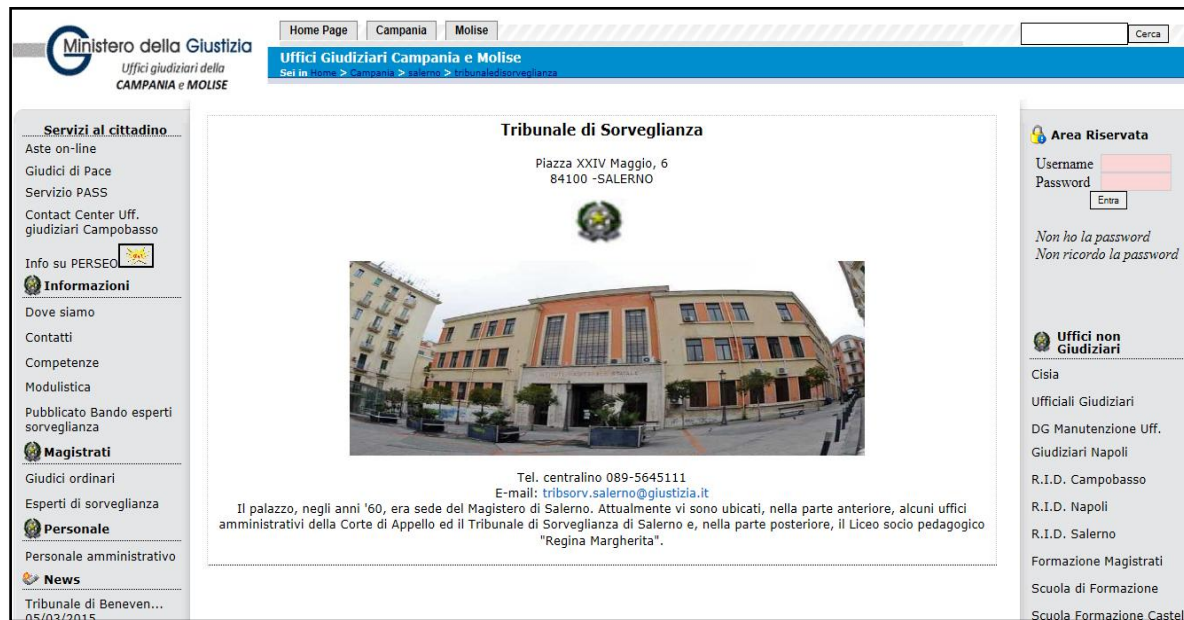 Ministero della Giustizia
Uffici giudiziari della
CAMPANIA e MOLISE
Home Page
Campania
Molise
Cerca
Uffici Giudiziari Campania e Molise
Sei in Home > Campania > salerno > tribunaledisorveglianza
Servizi al cittadino
Aste on-line
Giudici di Pace
Servizio PASS
Contact Center Uff.
giudiziari Campobasso
Info su PERSEO
Informazioni
Dove siamo
Contatti
Competenze
Modulistica
Pubblicato Bando esperti
sorveglianza
Magistrati
Giudici ordinari
Esperti di sorveglianza
Personale
Personale amministrativo
News
Tribunale di Beneven...
05/03/2015
Tribunale di Sorveglianza
Piazza XXIV Maggio, 6
84100 -SALERNO
Tel. centralino 089-5645111
E-mail: tribsorv.salerno@giustizia.it
Il palazzo, negli anni '60, era sede del Magistero di Salerno. Attualmente vi sono ubicati, nella parte anteriore, alcuni uffici
amministrativi della Corte di Appello ed il Tribunale di Sorveglianza di Salerno e, nella parte posteriore, il Liceo socio pedagogico
"Regina Margherita".
Area Riservata
Username
Password
Entra
Non ho la password
Non ricordo la password
Uffici non
Giudiziari
Cisia
Ufficiali Giudiziari
DG Manutenzione Uff.
Giudiziari Napoli
R.I.D. Campobasso
R.I.D. Napoli
R.I.D. Salerno
Formazione Magistrati
Scuola di Formazione
Scuola Formazione Castel